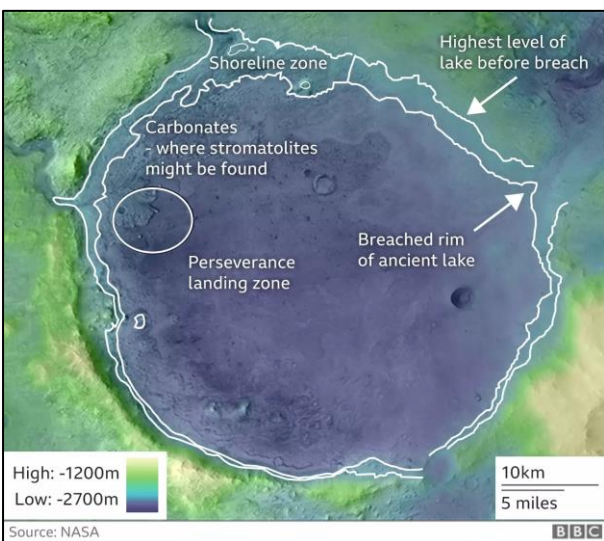 Highest level of
lake before breach
Shoreline zone
Carbonates
- where stromatolites
might be found
Breached rim
of ancient lake
Perseverance
landing zone
High: -1200m
Low: -2700m
10km
5 miles
Source: NASA
BBC